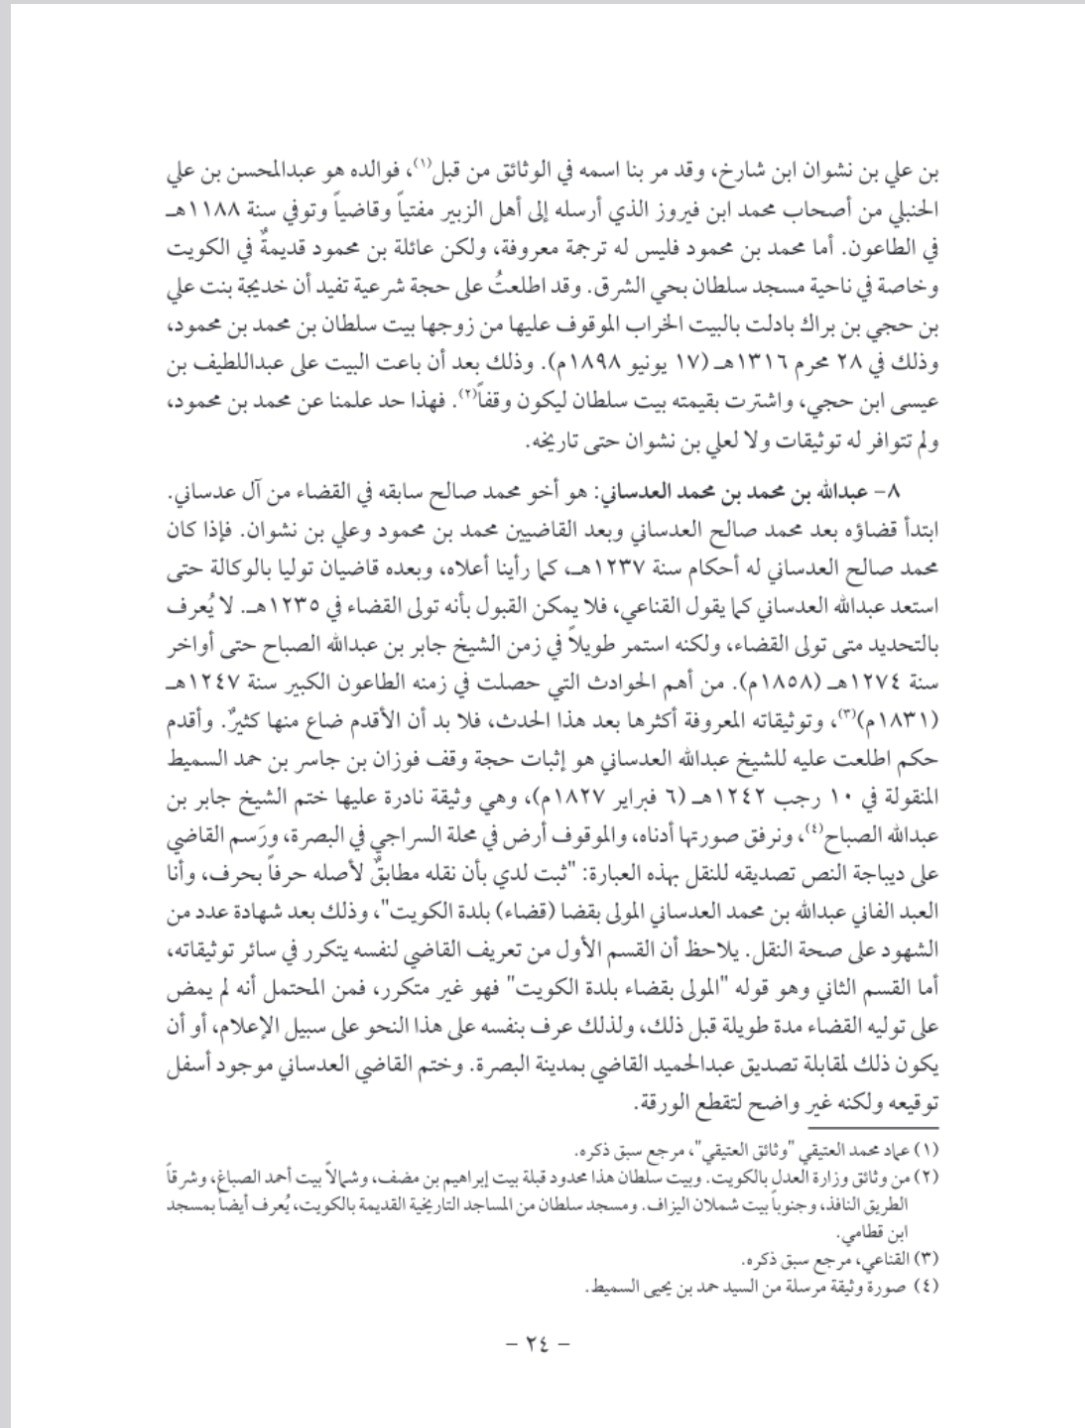 بن علي بن نشوان ابن شارخ، وقد مر بنا اسمه في الوثائق من قبل(١)، فوالده هو عبدالمحسن بن علي
الحنبلي من أصحاب محمد ابن فيروز الذي أرسله إلى أهل الزبير مفتياً وقاضياً وتوفي سنة ١١٨٨هـ
في الطاعون. أما محمد بن محمود فليس له ترجمة معروفة، ولكن عائلة بن محمود قديمةٌ في الكويت
وخاصة في ناحية مسجد سلطان بحي الشرق. وقد اطلعتُ على حجة شرعية تفيد أن خديجة بنت علي
بن حجي بن براك بادلت بالبيت الخراب الموقوف عليها من زوجها بيت سلطان بن محمد بن محمود،
وذلك في ٢٨ محرم ١٣١٦هـ (١٧ يونيو ١٨٩٨م). وذلك بعد أن باعت البيت على عبداللطيف بن
عيسى ابن حجي، واشترت بقيمته بيت سلطان ليكون وقفاً(٢). فهذا حد علمنا عن محمد بن محمود،
ولم تتوافر له توثيقات ولا لعلي بن نشوان حتى تاريخه.
٨- عبدالله بن محمد بن محمد العدساني: هو أخو محمد صالح سابقه في القضاء من آل عدساني.
ابتدأ قضاؤه بعد محمد صالح العدساني وبعد القاضيين محمد بن محمود وعلي بن نشوان. فإذا كان
محمد صالح العدساني له أحكام سنة ١٢٣٧هـ، كما رأينا أعلاه، وبعده قاضيان توليا بالوكالة حتى
استعد عبدالله العدساني كما يقول القناعي، فلا يمكن القبول بأنه تولى القضاء في ١٢٣٥هـ. لا يُعرف
بالتحديد متى تولى القضاء، ولكنه استمر طويلاً في زمن الشيخ جابر بن عبدالله الصباح حتى أواخر
سنة ١٢٧٤هـ (١٨٥٨م). من أهم الحوادث التي حصلت في زمنه الطاعون الكبير سنة ١٢٤٧هـ
(١٨٣١م)(٣)، وتوثيقاته المعروفة أكثرها بعد هذا الحدث، فلا بد أن الأقدم ضاع منها كثيرٌ. وأقدم
حكم اطلعت عليه للشيخ عبدالله العدساني هو إثبات حجة وقف فوزان بن جاسر بن حمد السميط
المنقولة في ١٠ رجب ١٢٤٢هـ (٦ فبراير ١٨٢٧م)، وهي وثيقة نادرة عليها ختم الشيخ جابر بن
عبدالله الصباح(٤)، ونرفق صورتها أدناه، والموقوف أرض في محلة السراجي في البصرة، ورَسم القاضي
على ديباجة النص تصديقه للنقل بهذه العبارة: "ثبت لدي بأن نقله مطابقٌ لأصله حرفاً بحرف، وأنا
العبد الفاني عبدالله بن محمد العدساني المولى بقضا (قضاء) بلدة الكويت"، وذلك بعد شهادة عدد من
الشهود على صحة النقل. يلاحظ أن القسم الأول من تعريف القاضي لنفسه يتكرر في سائر توثيقاته،
أما القسم الثاني وهو قوله "المولى بقضاء بلدة الكويت" فهو غير متكرر، فمن المحتمل أنه لم يمض
على توليه القضاء مدة طويلة قبل ذلك، ولذلك عرف بنفسه على هذا النحو على سبيل الإعلام، أو أن
يكون ذلك لمقابلة تصديق عبدالحميد القاضي بمدينة البصرة. وختم القاضي العدساني موجود أسفل
توقيعه ولكنه غير واضح لتقطع الورقة.
(١) عماد محمد العتيقي "وثائق العتيقي"، مرجع سبق ذكره.
(٢) من وثائق وزارة العدل بالكويت. وبيت سلطان هذا محدود قبلة بيت إبراهيم بن مضف، وشمالاً بيت أحمد الصباغ، وشرقاً
الطريق النافذ، وجنوباً بيت شملان اليزاف. ومسجد سلطان من المساجد التاريخية القديمة بالكويت، يُعرف أيضاً بمسجد
ابن قطامي.
(٣) القناعي، مرجع سبق ذكره.
(٤) صورة وثيقة مرسلة من السيد حمد بن يحيى السميط.
- ٢٤ -